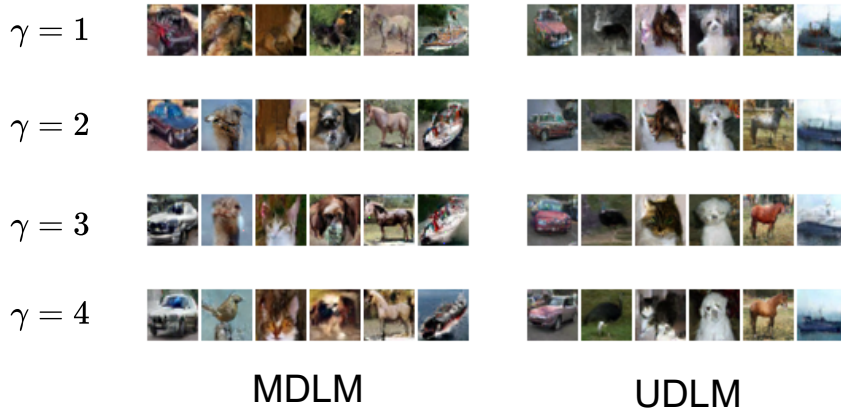 γ = 1
γ = 2
γ = 3
γ = 4
MDLM UDLM